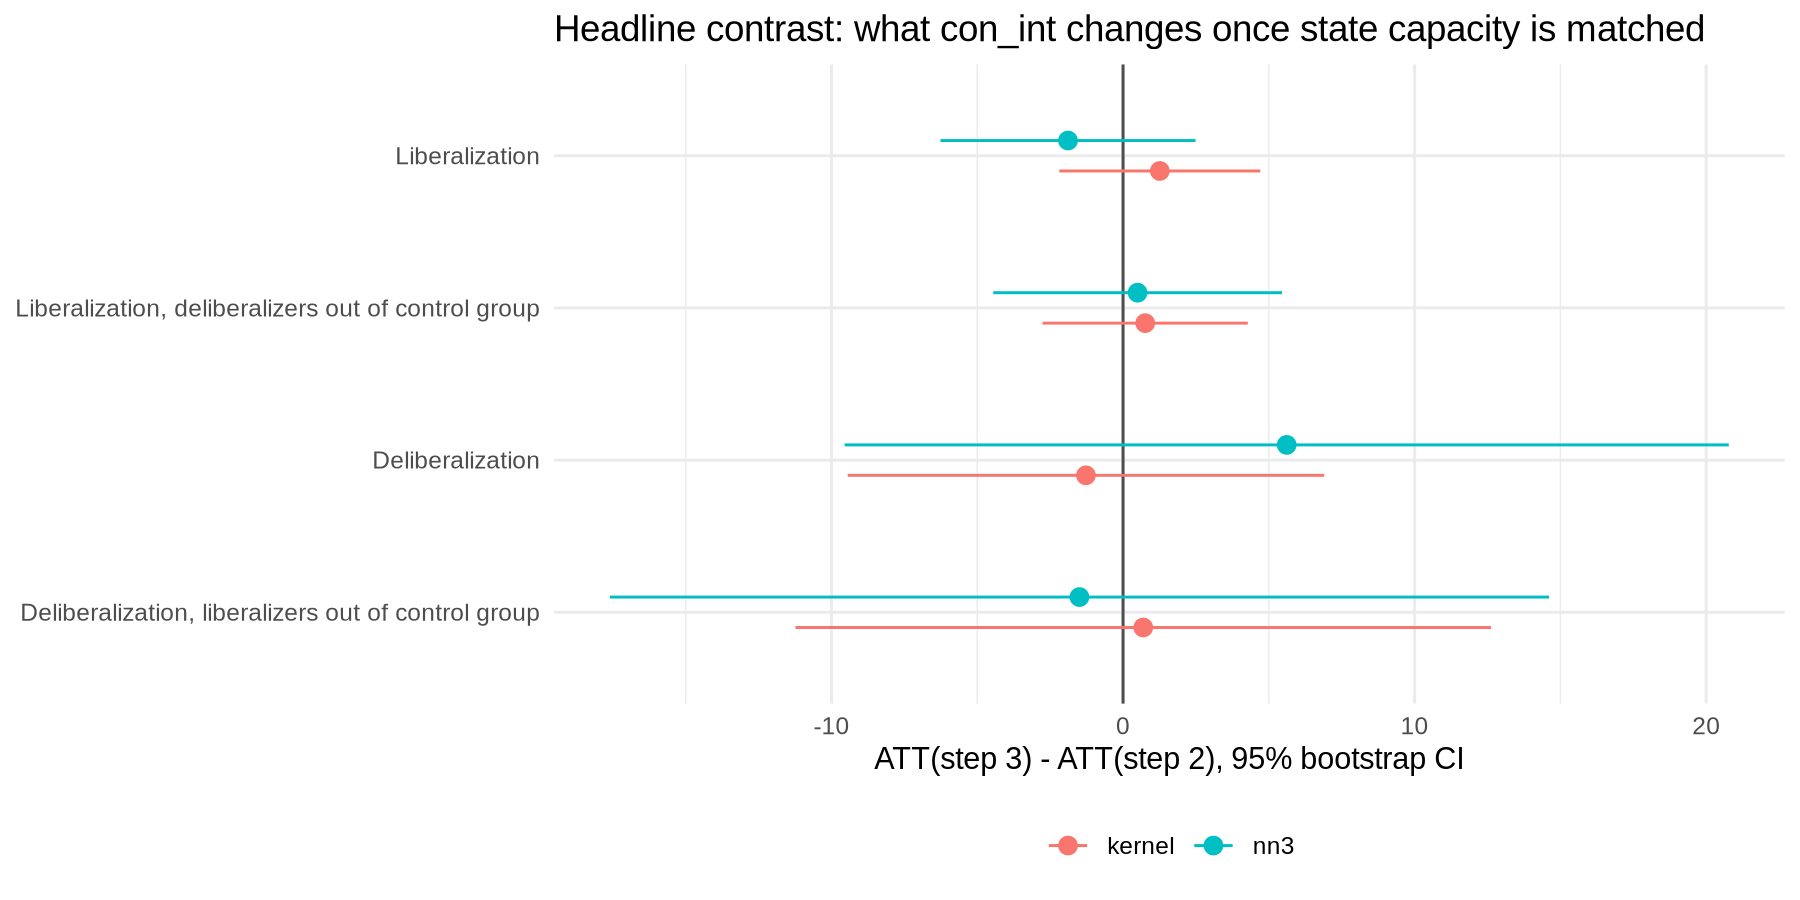 Headline contrast: what con_int changes once state capacity is matched
Liberalization
Liberalization, deliberalizers out of control group
Deliberalization
Deliberalization, liberalizers out of control group
-10 0 10 20
ATT(step 3) - ATT(step 2), 95% bootstrap CI
kernel nn3